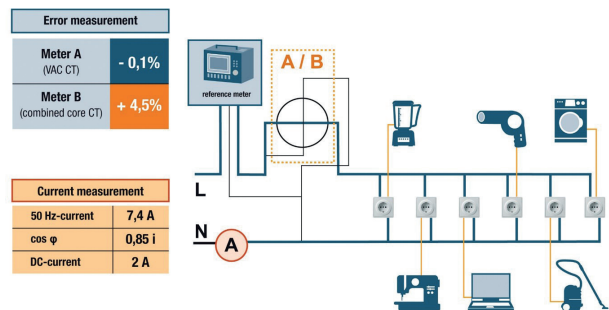 Error measurement
Meter A
(VAC CT)
- 0,1%
Meter B
(combined core CT)
+ 4,5%
reference meter
A / B
L
N
A
Current measurement
50 Hz-current
7,4 A
cos φ
0,85 i
DC-current
2 A